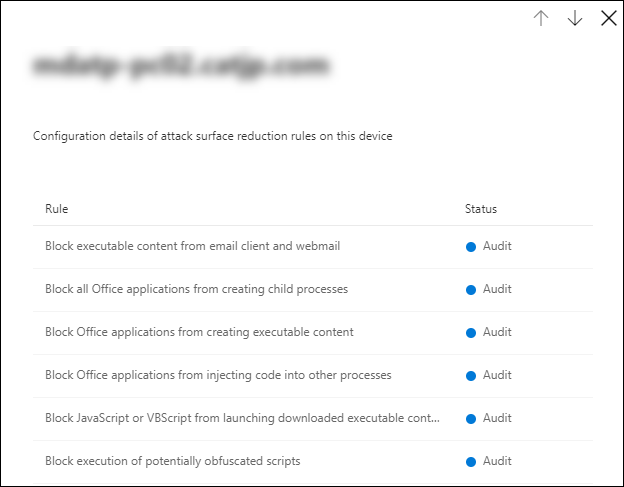 Configuration details of attack surface reduction rules on this device
Rule Status
Block executable content from email client and webmail Audit
Block all Office applications from creating child processes Audit
Block Office applications from creating executable content Audit
Block Office applications from injecting code into other processes Audit
Block JavaScript or VBScript from launching downloaded executable cont... Audit
Block execution of potentially obfuscated scripts Audit